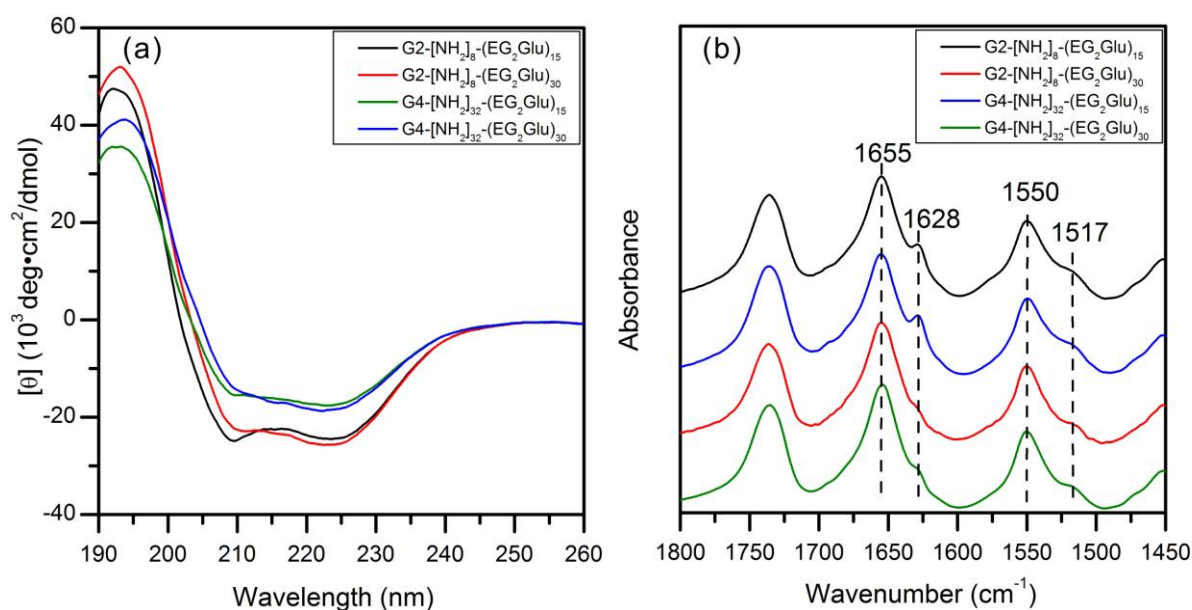 (a)
G2-[NH₂]₈-(EG₂Glu)₁₅
G2-[NH₂]₈-(EG₂Glu)₃₀
G4-[NH₂]₃₂-(EG₂Glu)₁₅
G4-[NH₂]₃₂-(EG₂Glu)₃₀
60
40
20
0
-20
-40
[θ] (10³ deg•cm²/dmol)
190 200 210 220 230 240 250 260
Wavelength (nm)
(b)
G2-[NH₂]₈-(EG₂Glu)₁₅
G2-[NH₂]₈-(EG₂Glu)₃₀
G4-[NH₂]₃₂-(EG₂Glu)₁₅
G4-[NH₂]₃₂-(EG₂Glu)₃₀
1655
1628
1550
1517
Absorbance
1800 1750 1700 1650 1600 1550 1500 1450
Wavenumber (cm⁻¹)